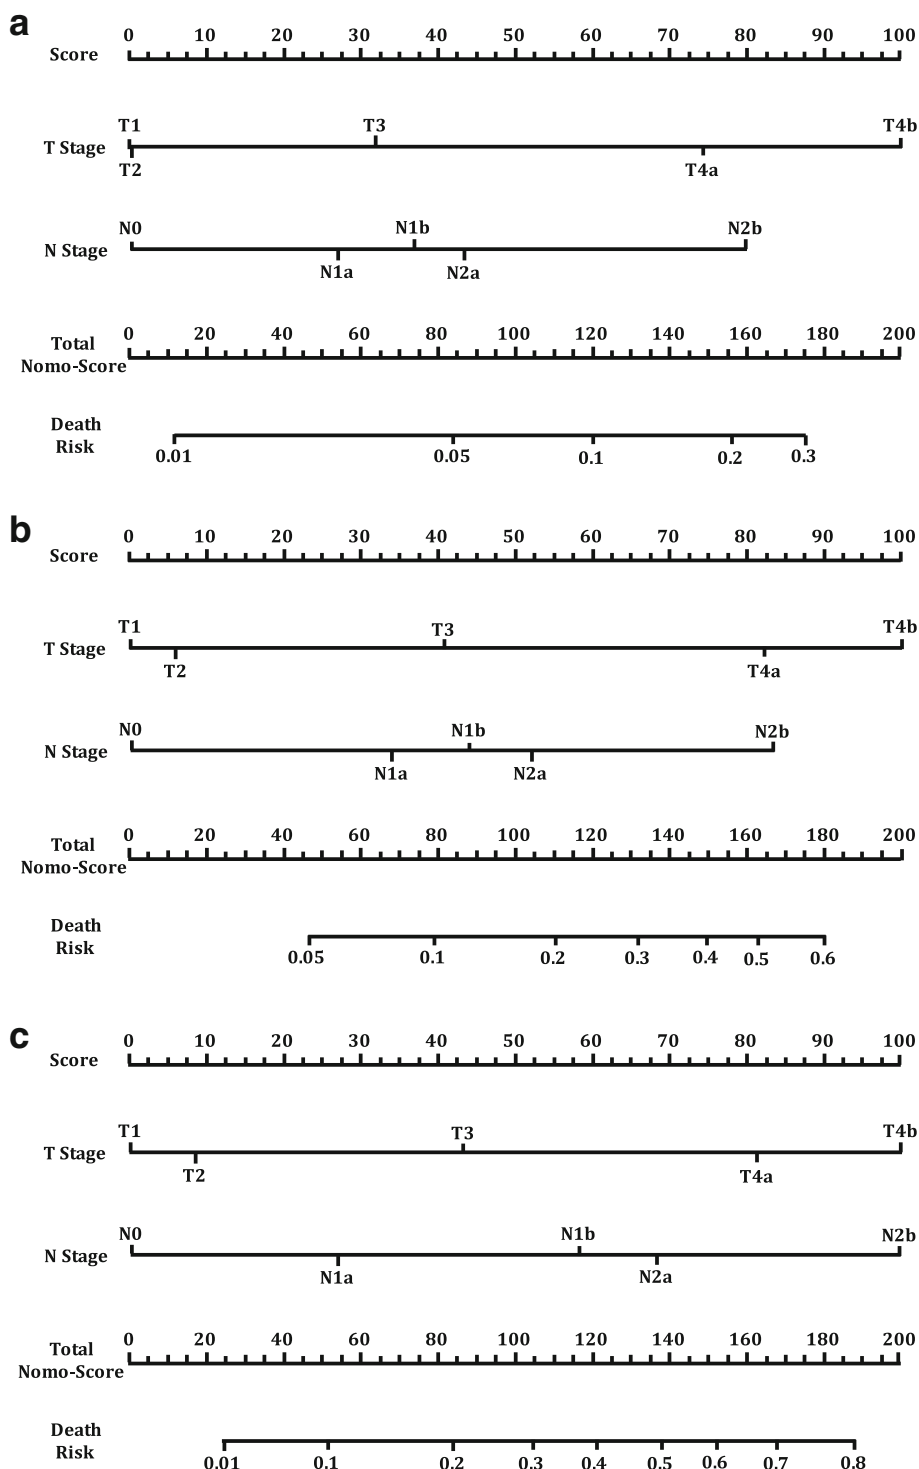 a
0 10 20 30 40 50 60 70 80 90 100
Score
T1 T3 T4b
T Stage
T2 T4a
N0 N1b N2b
N Stage
N1a N2a
0 20 40 60 80 100 120 140 160 180 200
Total
Nomo-Score
Death
Risk
0.01 0.05 0.1 0.2 0.3
b
0 10 20 30 40 50 60 70 80 90 100
Score
T1 T3 T4b
T Stage
T2 T4a
N0 N1b N2b
N Stage
N1a N2a
0 20 40 60 80 100 120 140 160 180 200
Total
Nomo-Score
Death
Risk
0.05 0.1 0.2 0.3 0.4 0.5 0.6
c
0 10 20 30 40 50 60 70 80 90 100
Score
T1 T3 T4b
T Stage
T2 T4a
N0 N1b N2b
N Stage
N1a N2a
0 20 40 60 80 100 120 140 160 180 200
Total
Nomo-Score
Death
Risk
0.01 0.1 0.2 0.3 0.4 0.5 0.6 0.7 0.8